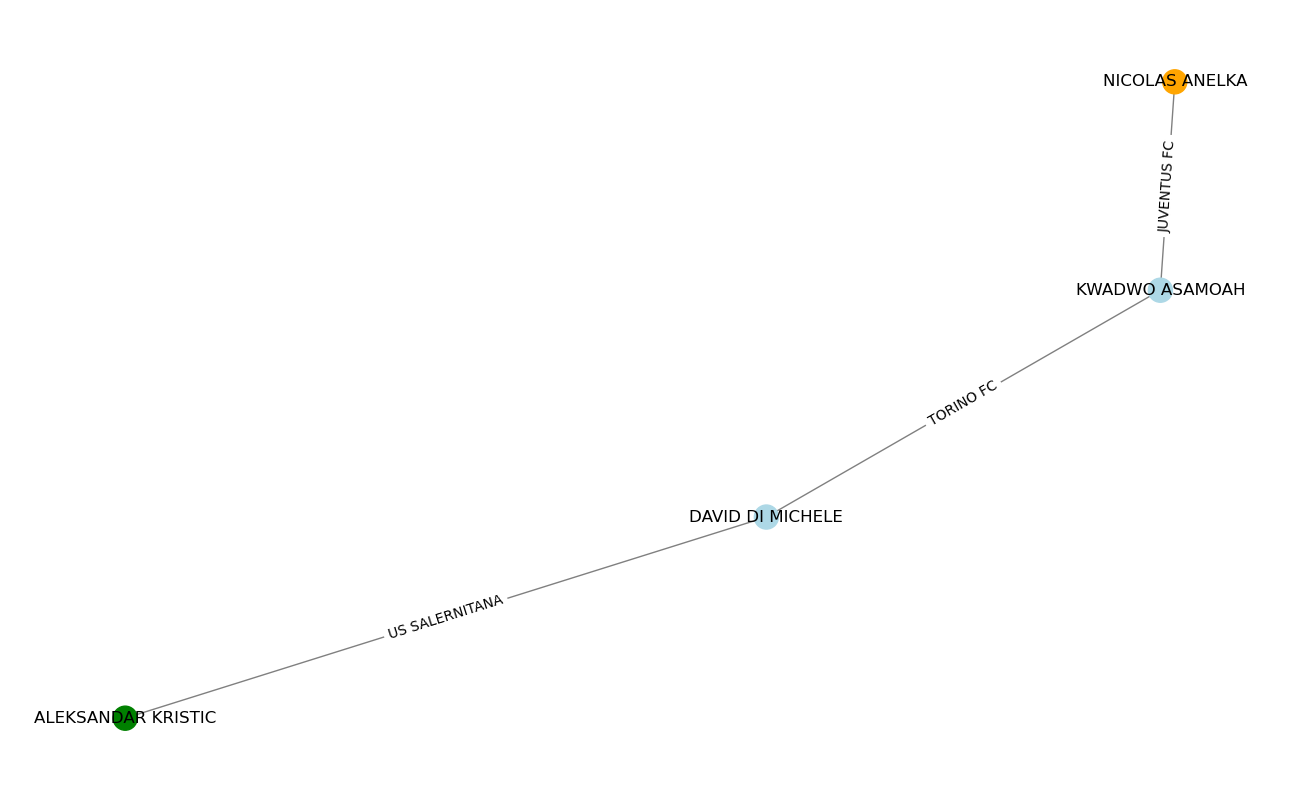 NICOLAS ANELKA
JUVENTUS FC
KWADWO ASAMOAH
TORINO FC
DAVID DI MICHELE
US SALERNITANA
ALEKSANDAR KRISTIC